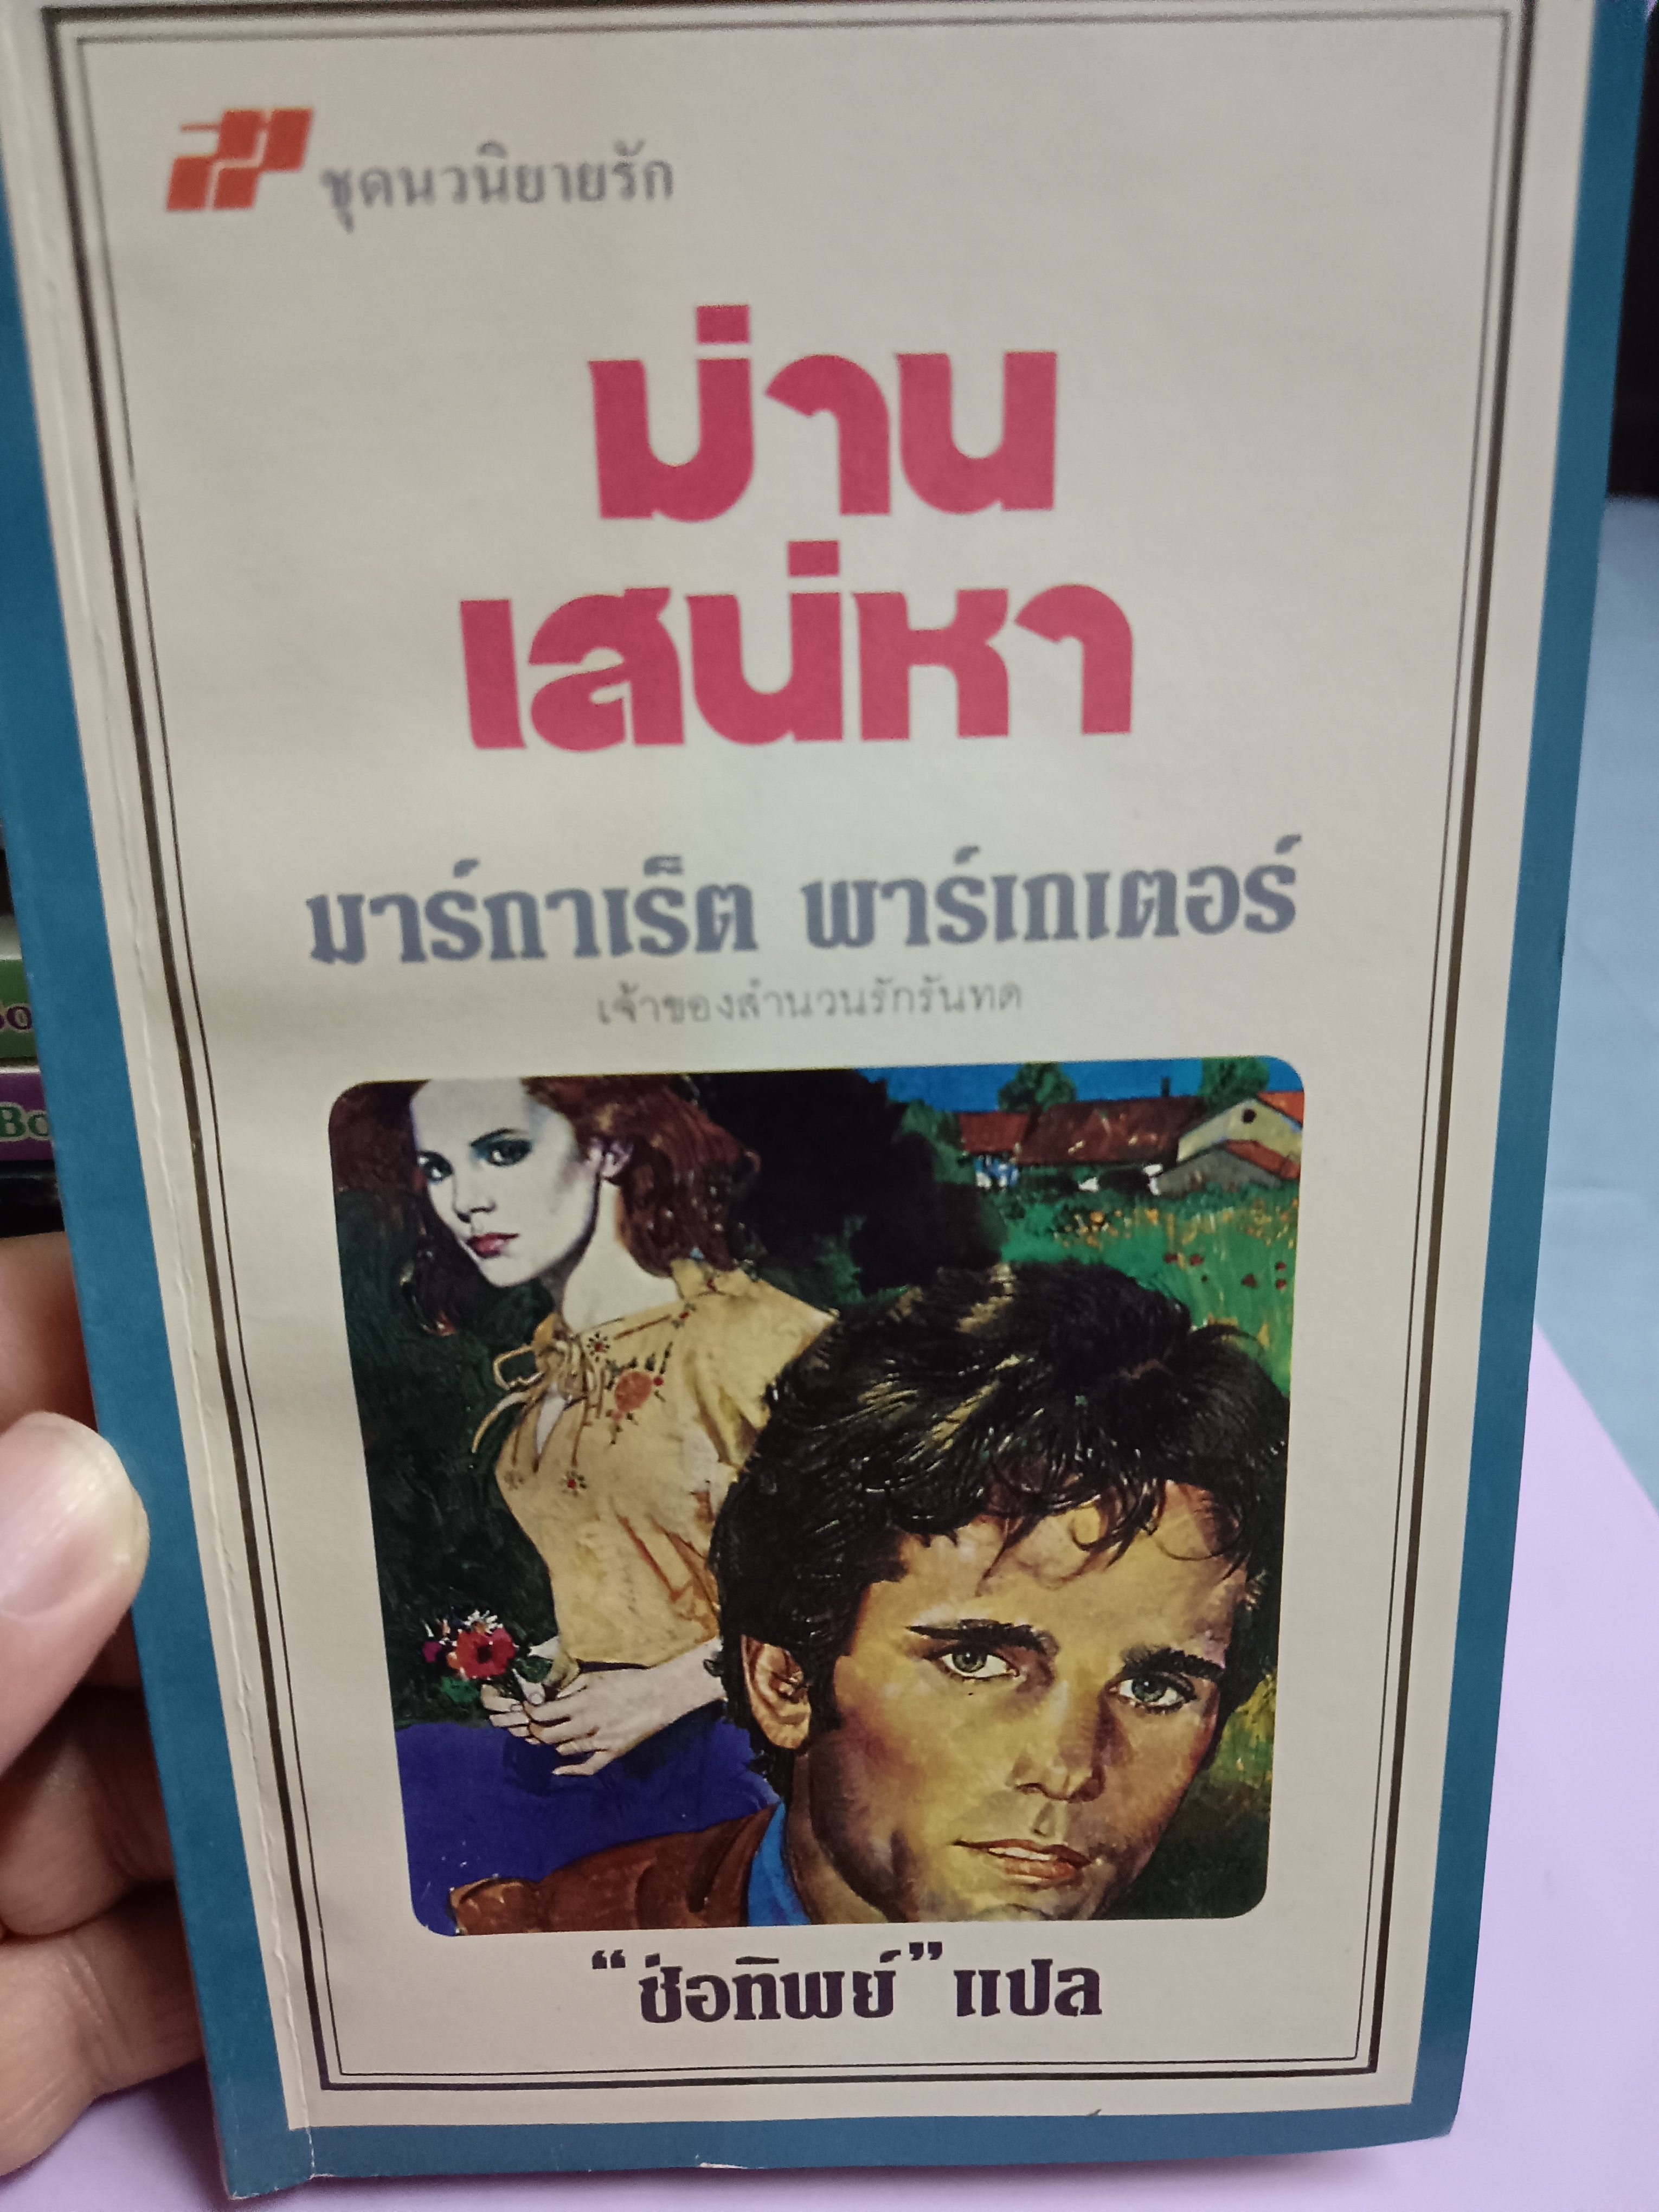 ชุดนวนิยายรัก
ม่าน
เสน่หา
มาร์กาเร็ต พาร์เกเตอร์
เจ้าของสำนวนรักรันทด
“ช่อทิพย์” แปล